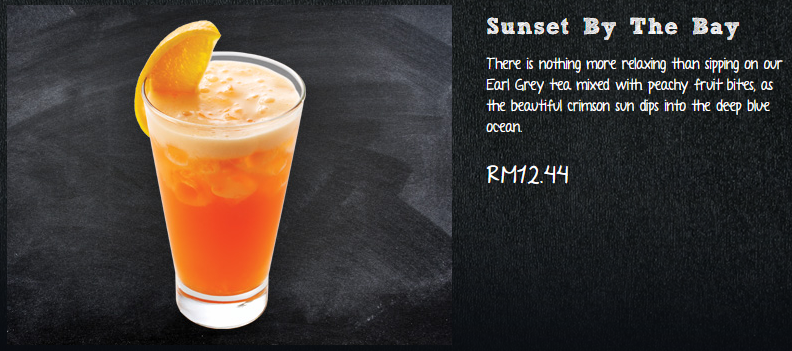 Sunset By The Bay
There is nothing more relaxing than sipping on our
Earl Grey tea mixed with peachy fruit bites, as
the beautiful crimson sun dips into the deep blue
ocean.
RM12.44